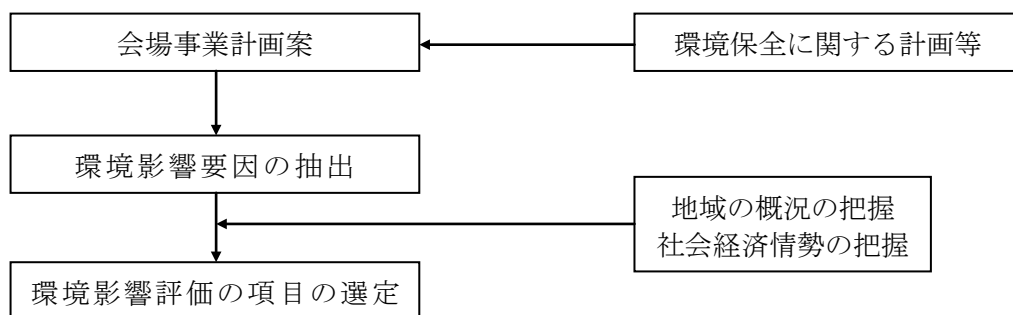 会場事業計画案
環境保全に関する計画等
環境影響要因の抽出
地域の概況の把握
社会経済情勢の把握
環境影響評価の項目の選定